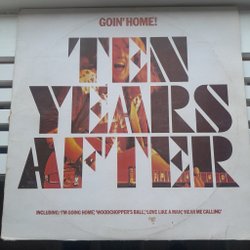 GOIN' HOME!
TEN
YEARS
AFTER
INCLUDING: 'I'M GOING HOME,' 'WOODCHOPPER'S BALL,' 'LOVE LIKE A MAN,' 'HEAR ME CALLING'